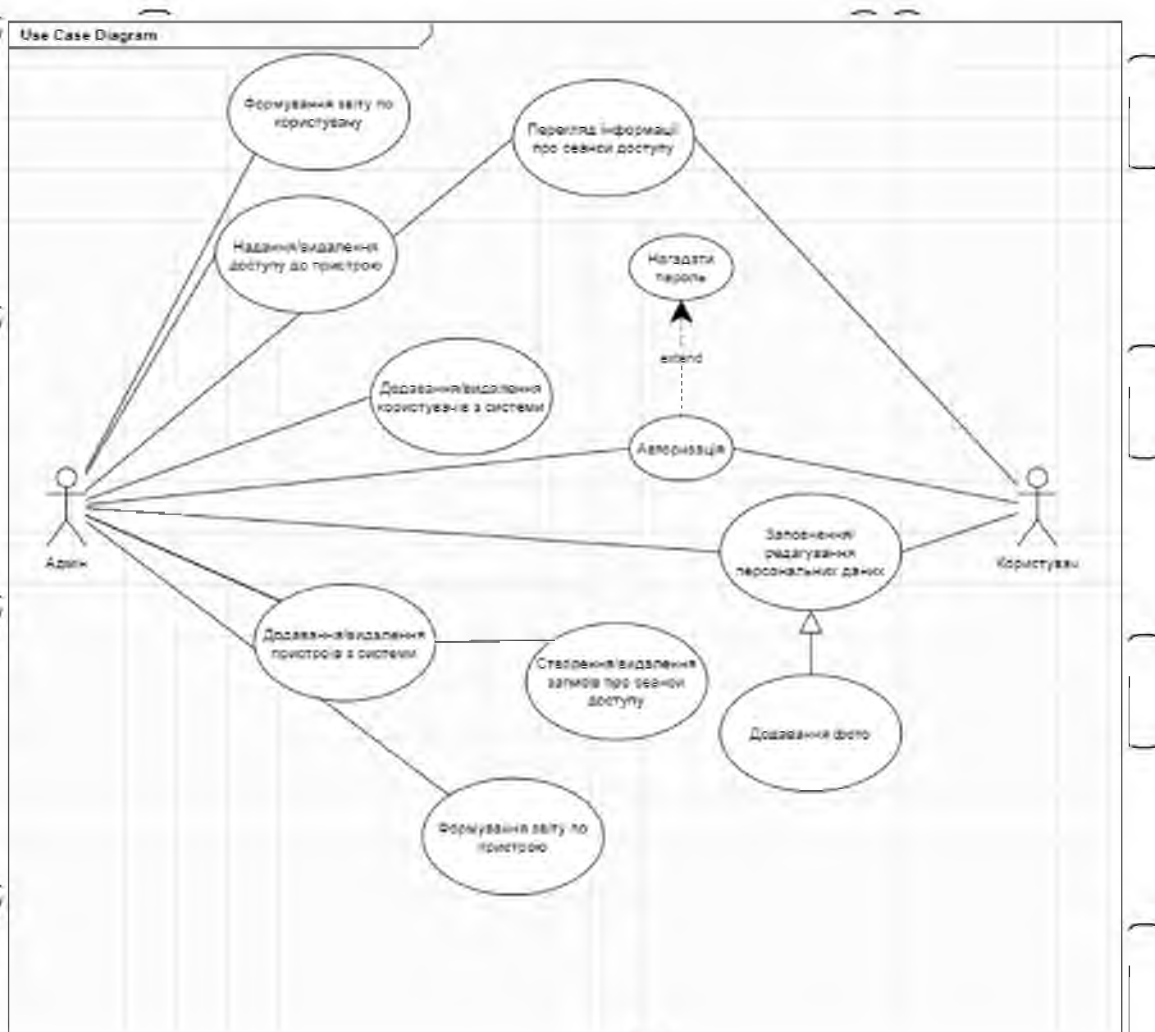 Use Case Diagram
Формування звіту по
користувачу
Перегляд інформації
про сеанси доступу
Надання/видалення
доступу до пристрою
Нагадати
пароль
extend
Додавання/видалення
користувачів з системи
Авторизація
Адмін
Користувач
Заповнення/
редагування
персональних даних
Додавання/видалення
пристроїв з системи
Створення/видалення
записів про сеанси
доступу
Додавання фото
Формування звіту по
пристрою